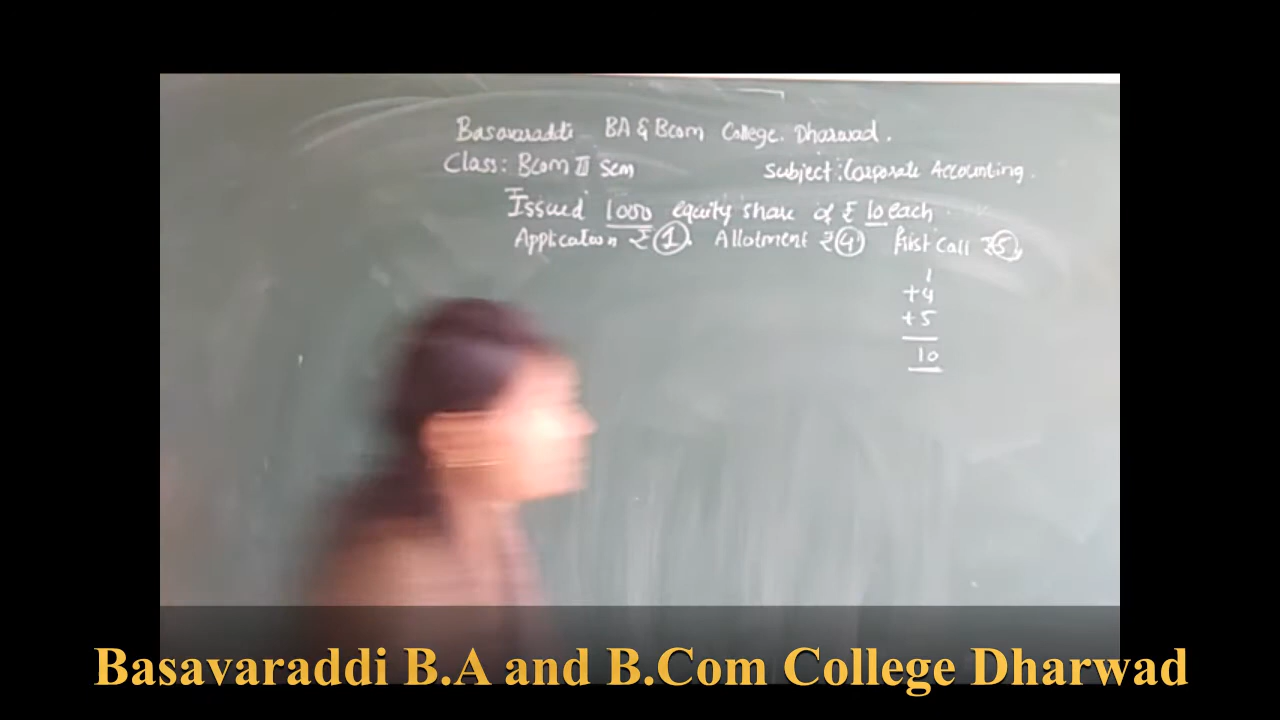 Basavaraddi BA & Bcom College. Dharwad.
Class: Bcom III Sem Subject: Corporate Accounting.
Issued 1000 equity share of ₹ 10 each
Application ₹ 1. Allotment ₹ 4 First Call ₹ 5,
1
+4
+5
10
Basavaraddi B.A and B.Com College Dharwad